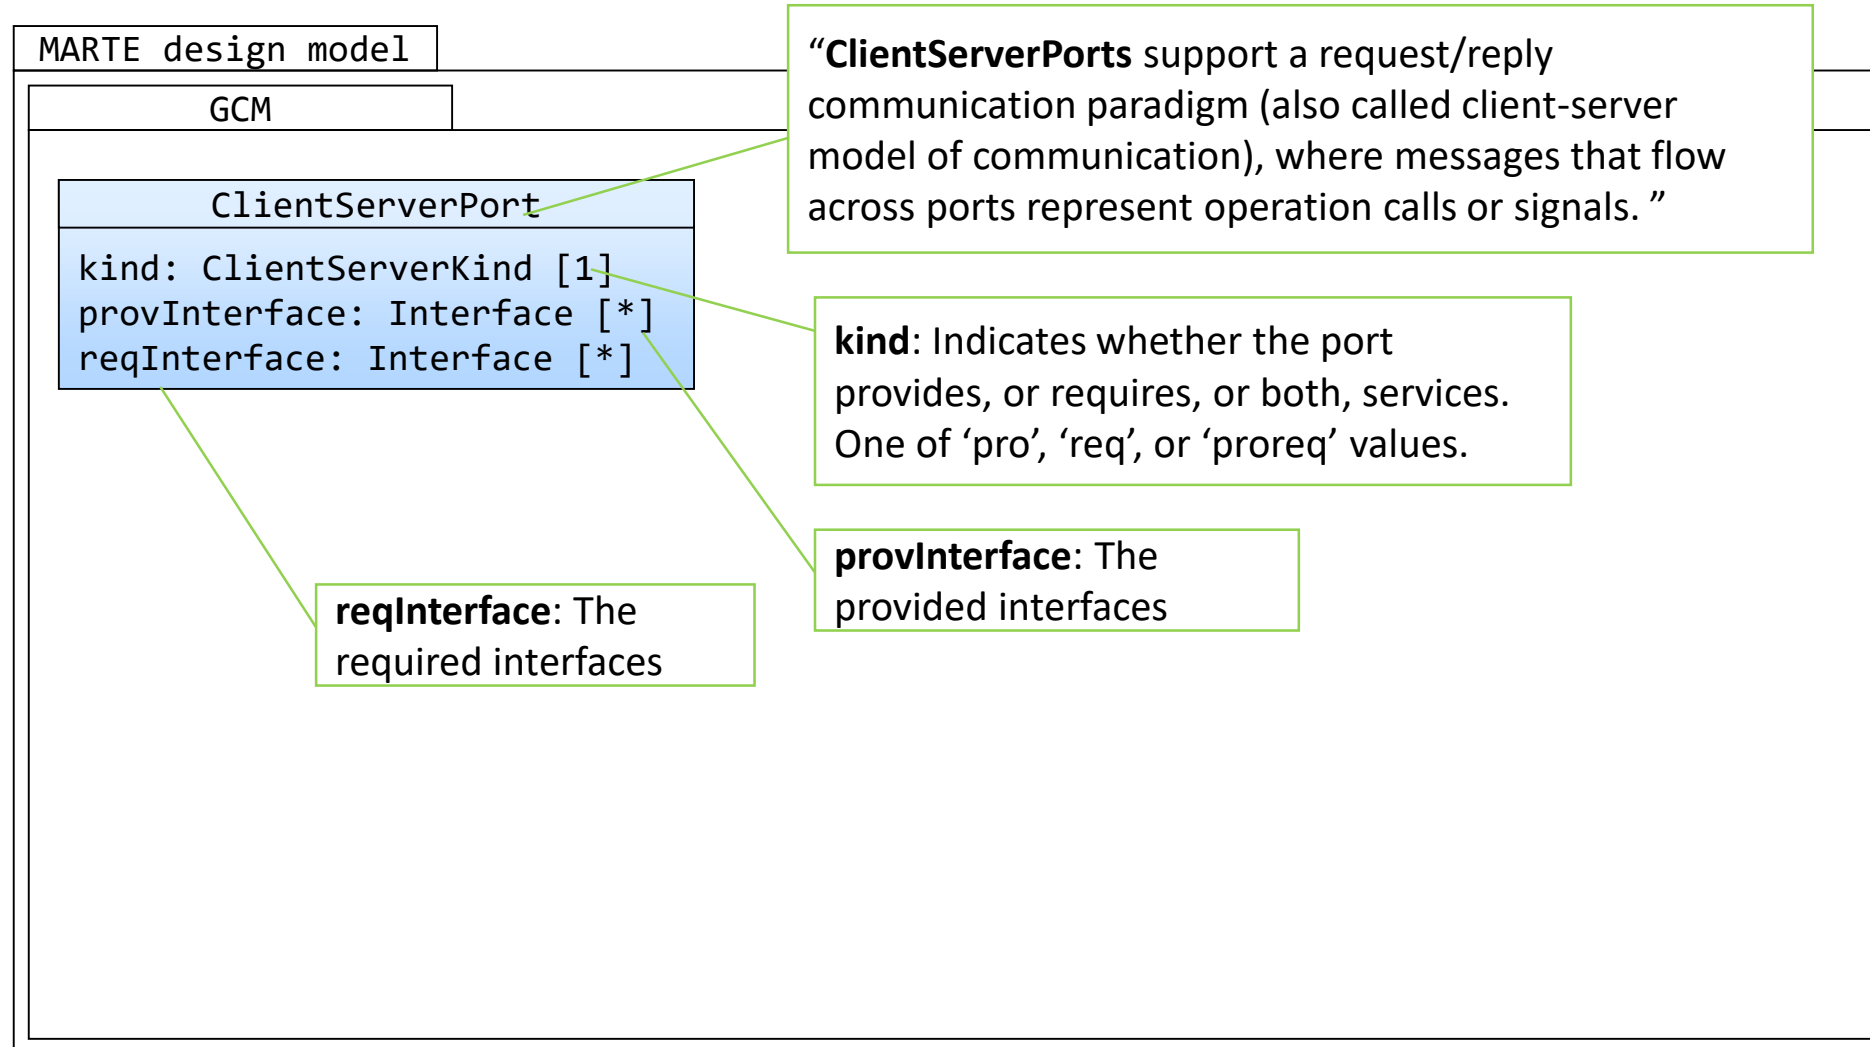 MARTE design model
GCM
“ClientServerPorts support a request/reply
communication paradigm (also called client-server
model of communication), where messages that flow
across ports represent operation calls or signals. ”
ClientServerPort
kind: ClientServerKind [1]
provInterface: Interface [*]
reqInterface: Interface [*]
kind: Indicates whether the port
provides, or requires, or both, services.
One of ‘pro’, ‘req’, or ‘proreq’ values.
provInterface: The
provided interfaces
reqInterface: The
required interfaces